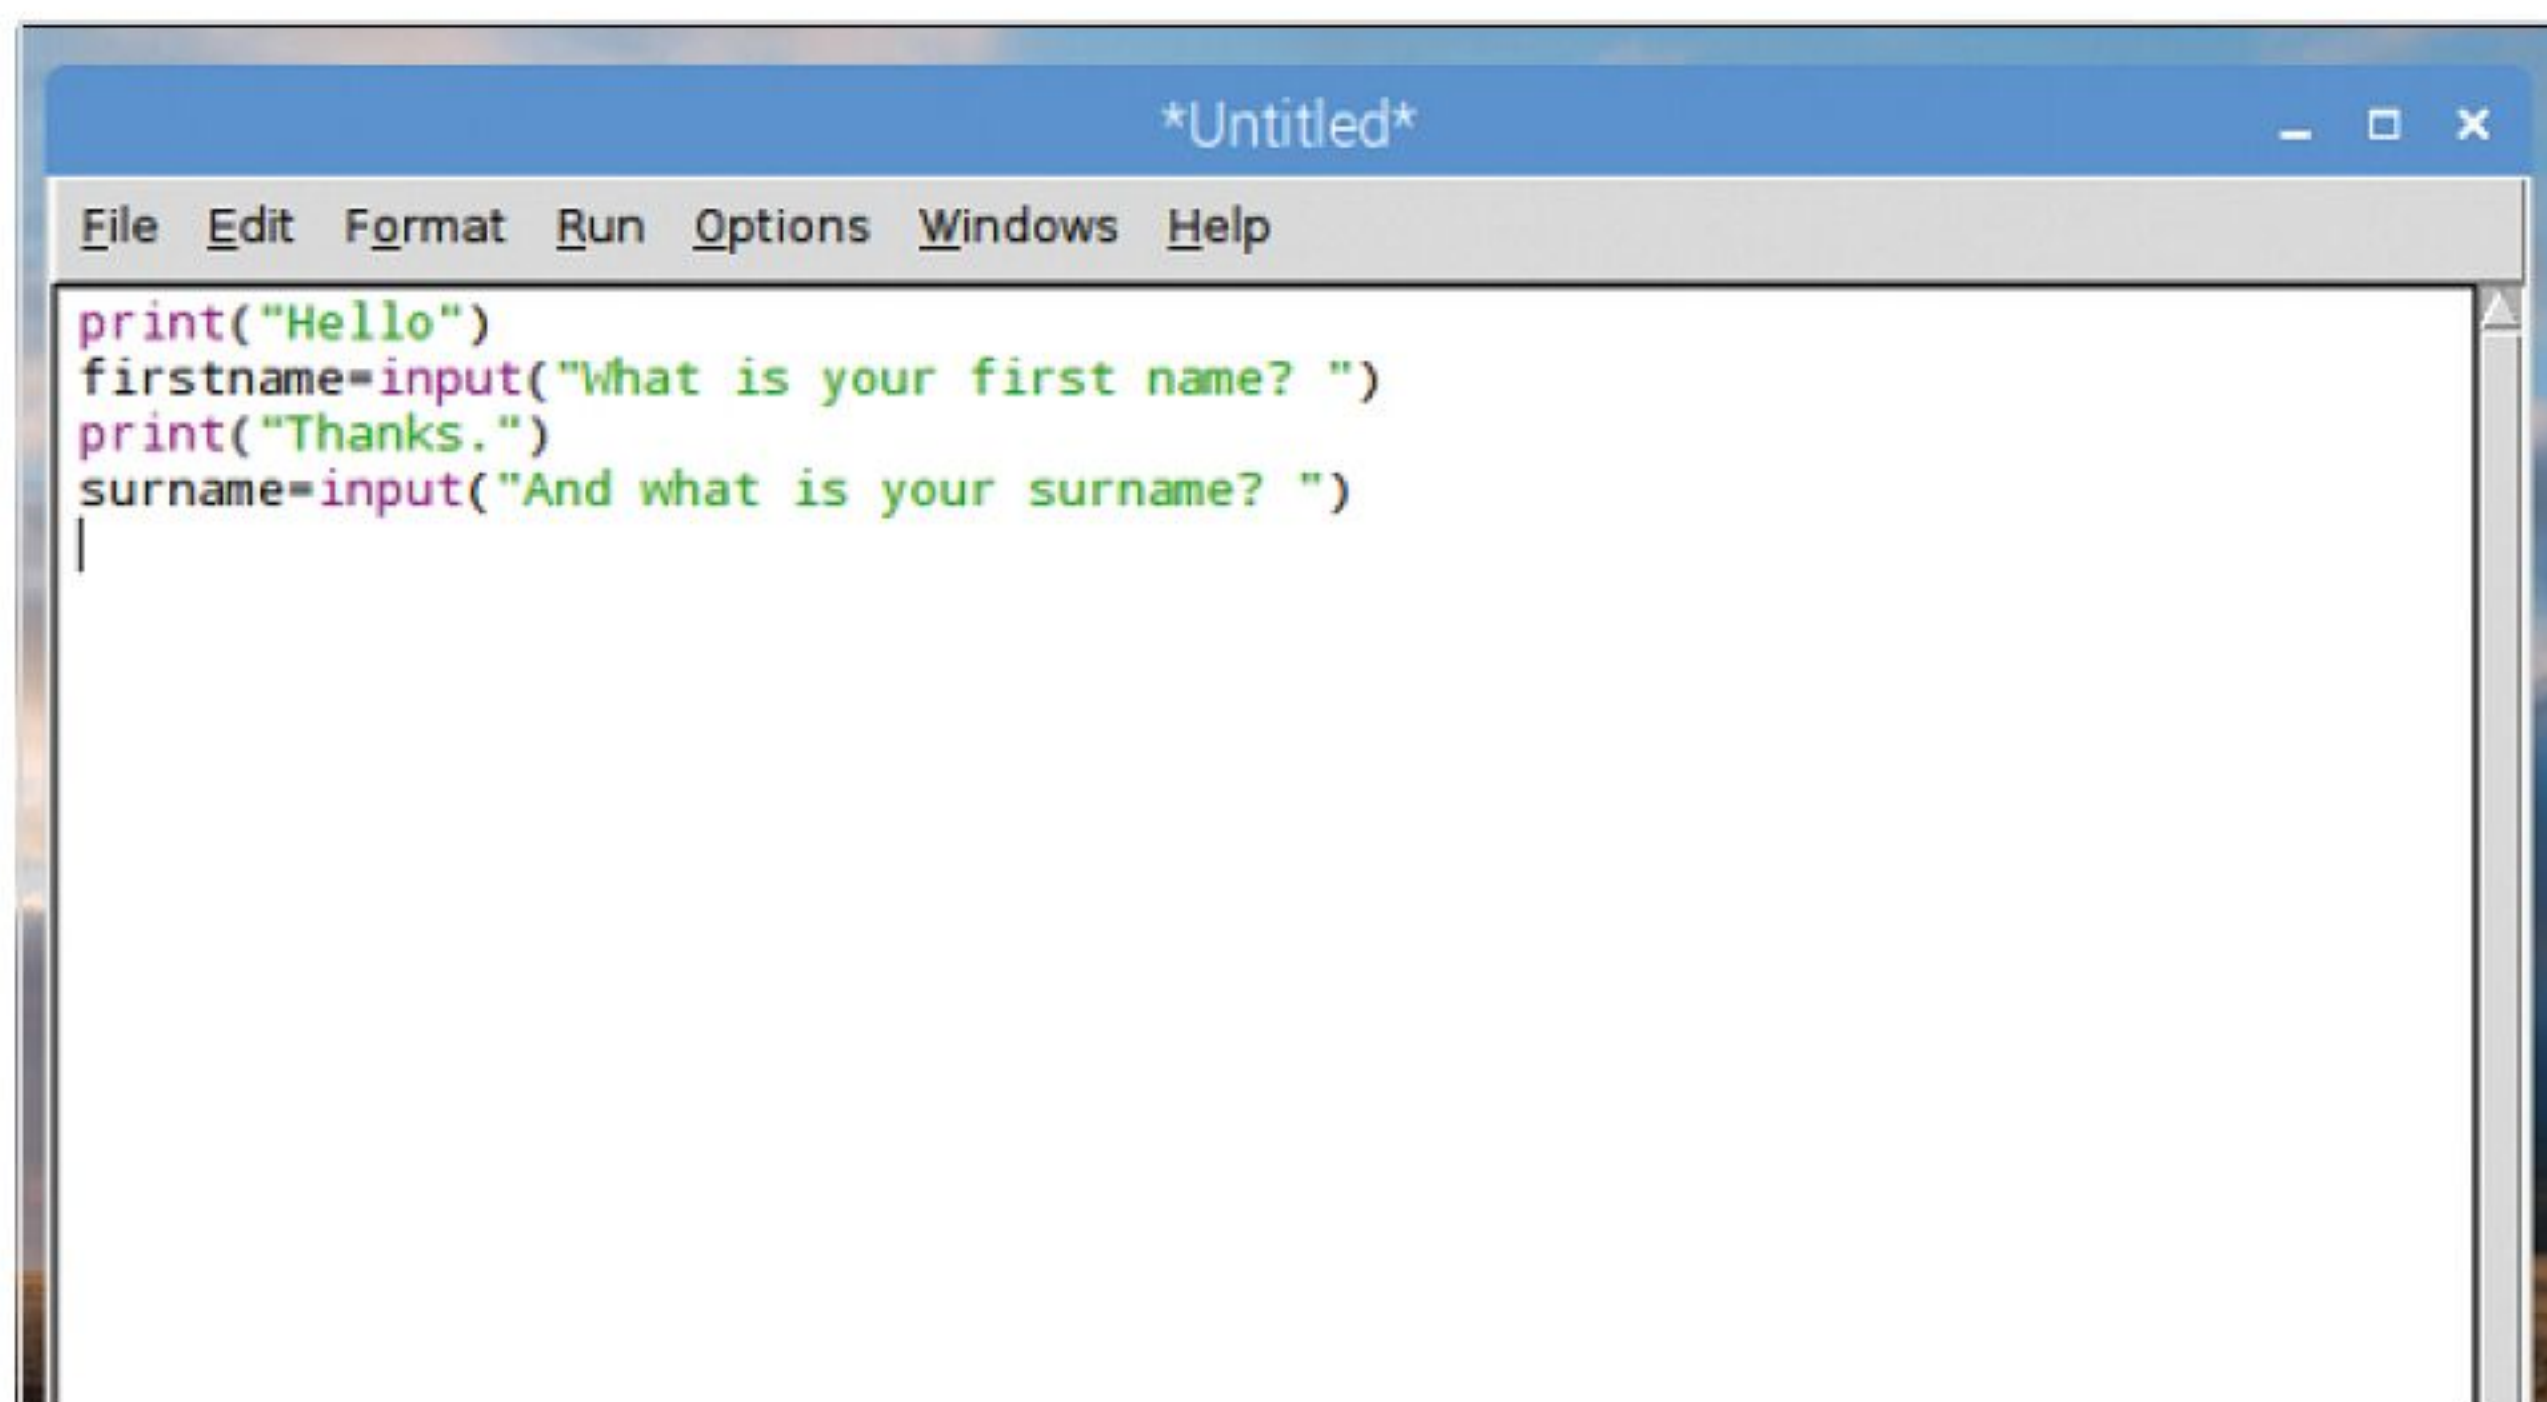 *Untitled*
File Edit Format Run Options Windows Help
print("Hello")
firstname=input("What is your first name? ")
print("Thanks.")
surname=input("And what is your surname? ")